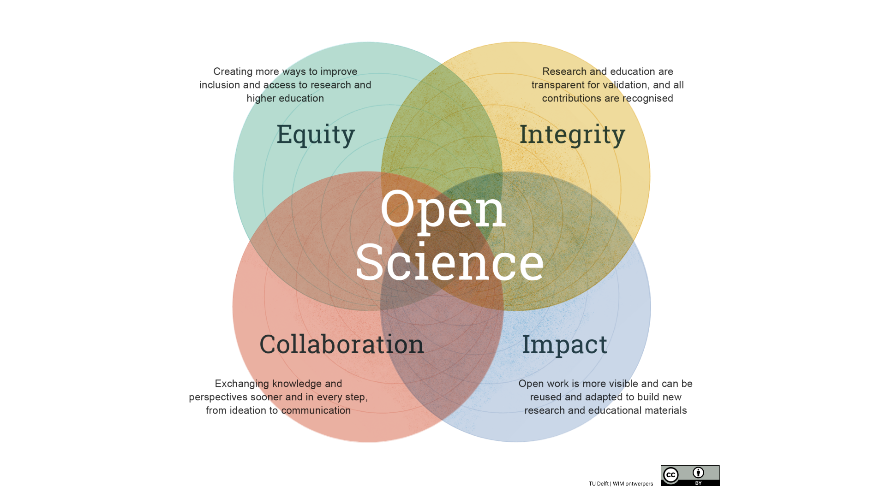 Creating more ways to improve
inclusion and access to research and
higher education
Equity
Research and education are
transparent for validation, and all
contributions are recognised
Integrity
Open
Science
Collaboration
Exchanging knowledge and
perspectives sooner and in every step,
from ideation to communication
Impact
Open work is more visible and can be
reused and adapted to build new
research and educational materials
TU Delft | WIM ontwerpers
cc
BY